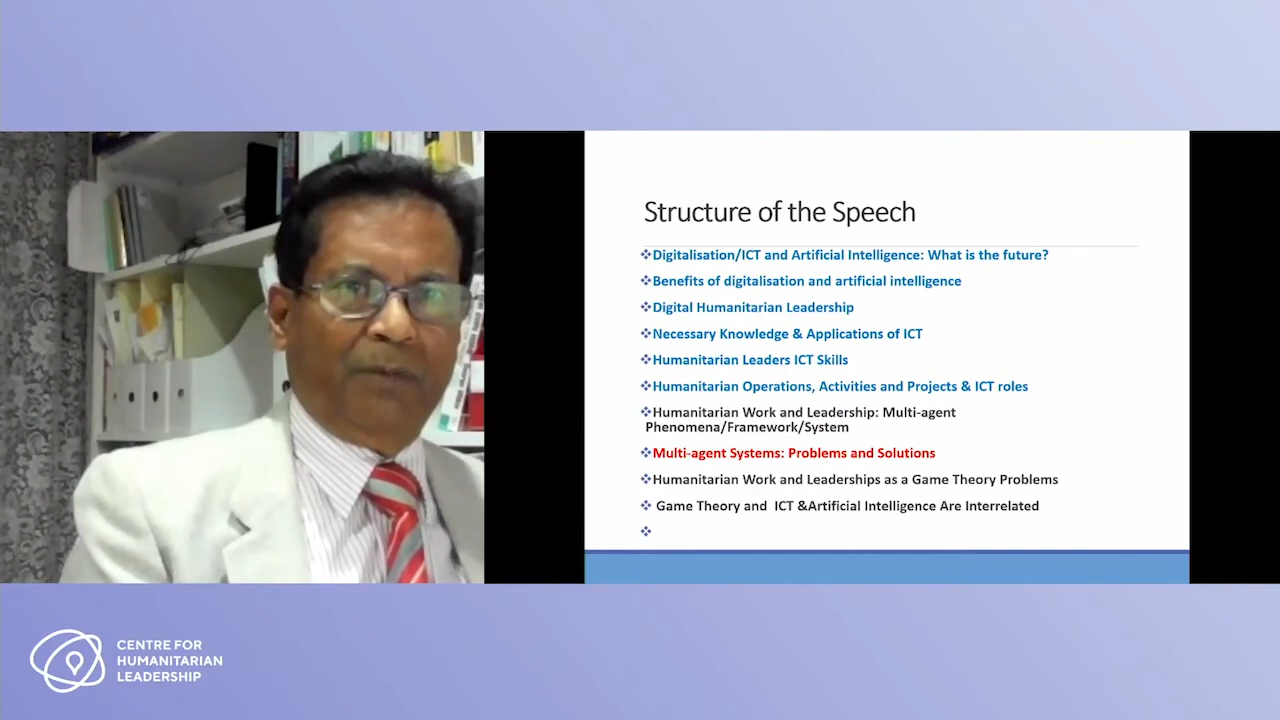 Structure of the Speech
❖Digitalisation/ICT and Artificial Intelligence: What is the future?
❖Benefits of digitalisation and artificial intelligence
❖Digital Humanitarian Leadership
❖Necessary Knowledge & Applications of ICT
❖Humanitarian Leaders ICT Skills
❖Humanitarian Operations, Activities and Projects & ICT roles
❖Humanitarian Work and Leadership: Multi-agent
Phenomena/Framework/System
❖Multi-agent Systems: Problems and Solutions
❖Humanitarian Work and Leaderships as a Game Theory Problems
❖ Game Theory and  ICT &Artificial Intelligence Are Interrelated
❖
CENTRE FOR
HUMANITARIAN
LEADERSHIP